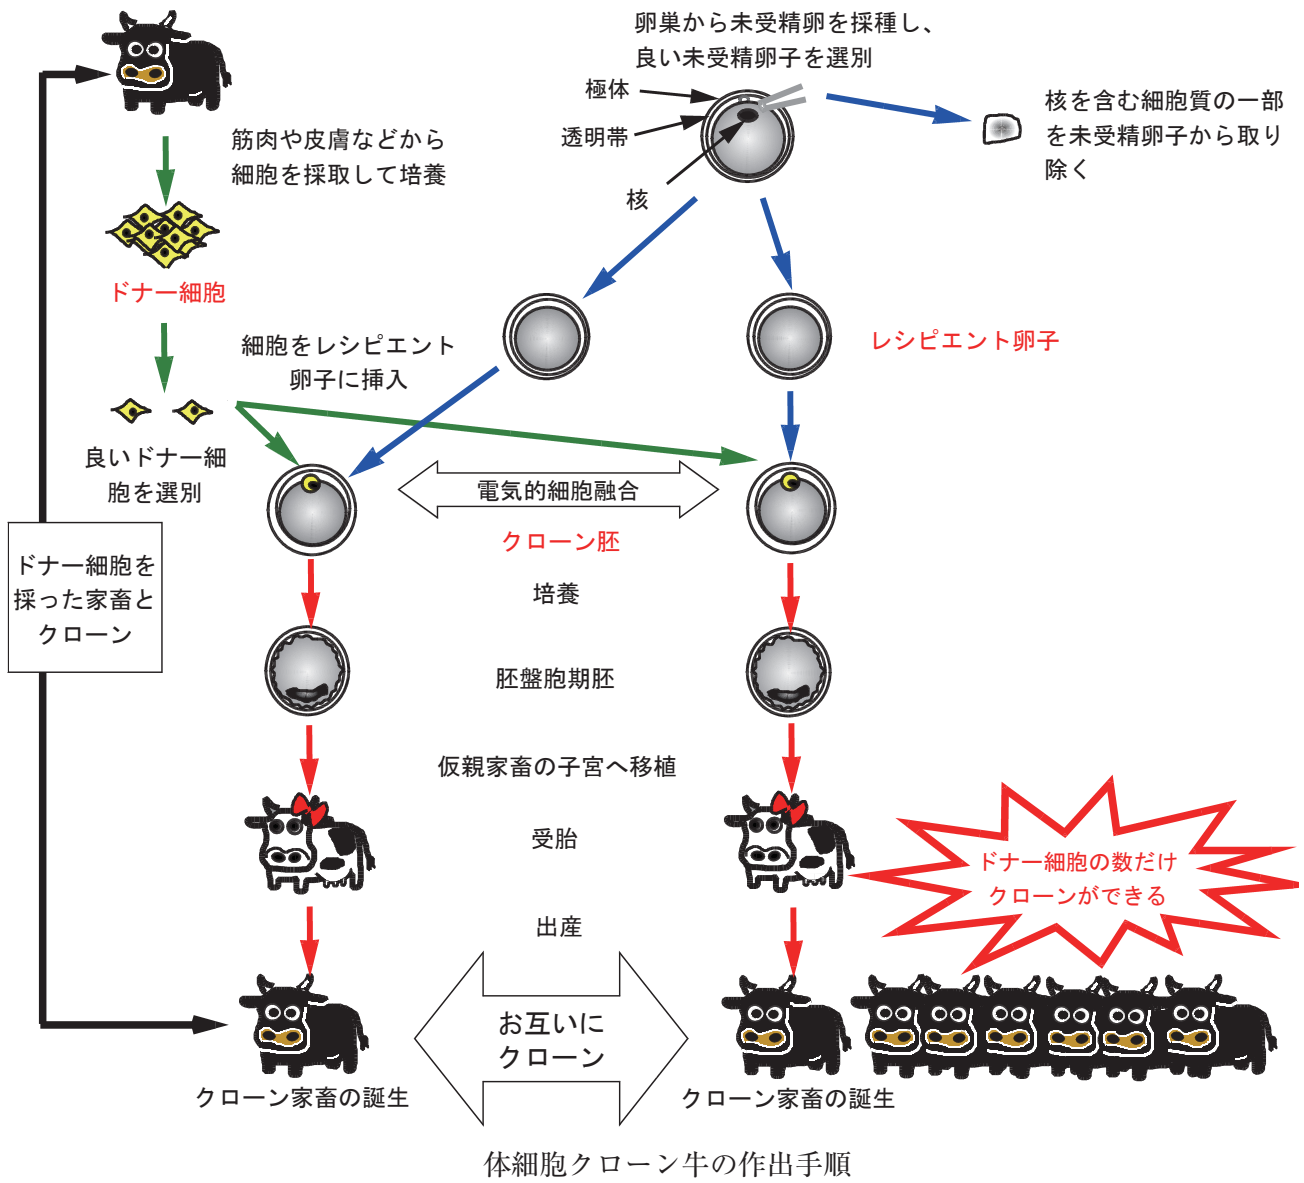 卵巣から未受精卵を採種し、
良い未受精卵子を選別
極体
透明帯
核
核を含む細胞質の一部
を未受精卵子から取り
除く
筋肉や皮膚などから
細胞を採取して培養
ドナー細胞
細胞をレシピエント
卵子に挿入
レシピエント卵子
良いドナー細
胞を選別
電気的細胞融合
クローン胚
ドナー細胞を
採った家畜と
クローン
培養
胚盤胞期胚
仮親家畜の子宮へ移植
受胎
ドナー細胞の数だけ
クローンができる
出産
お互いに
クローン
クローン家畜の誕生
クローン家畜の誕生
体細胞クローン牛の作出手順